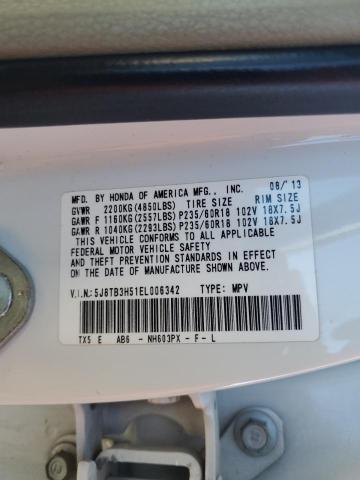 MFD. BY HONDA OF AMERICA MFG., INC. 08/'13
GVWR 2200KG(4850LBS) TIRE SIZE RIM SIZE
GAWR F 1160KG(2557LBS) P235/60R18 102V 18X7.5J
GAWR R 1040KG(2293LBS) P235/60R18 102V 18X7.5J
THIS VEHICLE CONFORMS TO ALL APPLICABLE
FEDERAL MOTOR VEHICLE SAFETY
AND THEFT PREVENTION STANDARDS IN EFFECT
ON THE DATE OF MANUFACTURE SHOWN ABOVE.
V.I.N.:5J8TB3H51EL006342 TYPE: MPV
TX5 E AB6 - NH603PX - F - L